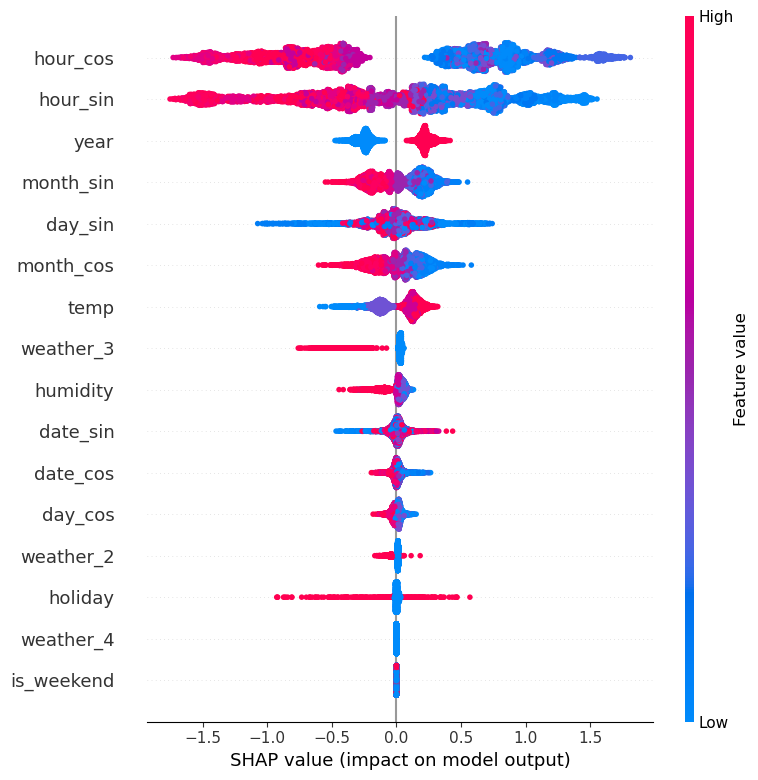 High
hour_cos
hour_sin
year
month_sin
day_sin
month_cos
temp
weather_3
humidity
date_sin
date_cos
day_cos
weather_2
holiday
weather_4
is_weekend
Feature value
Low
−1.5 −1.0 −0.5 0.0 0.5 1.0 1.5
SHAP value (impact on model output)